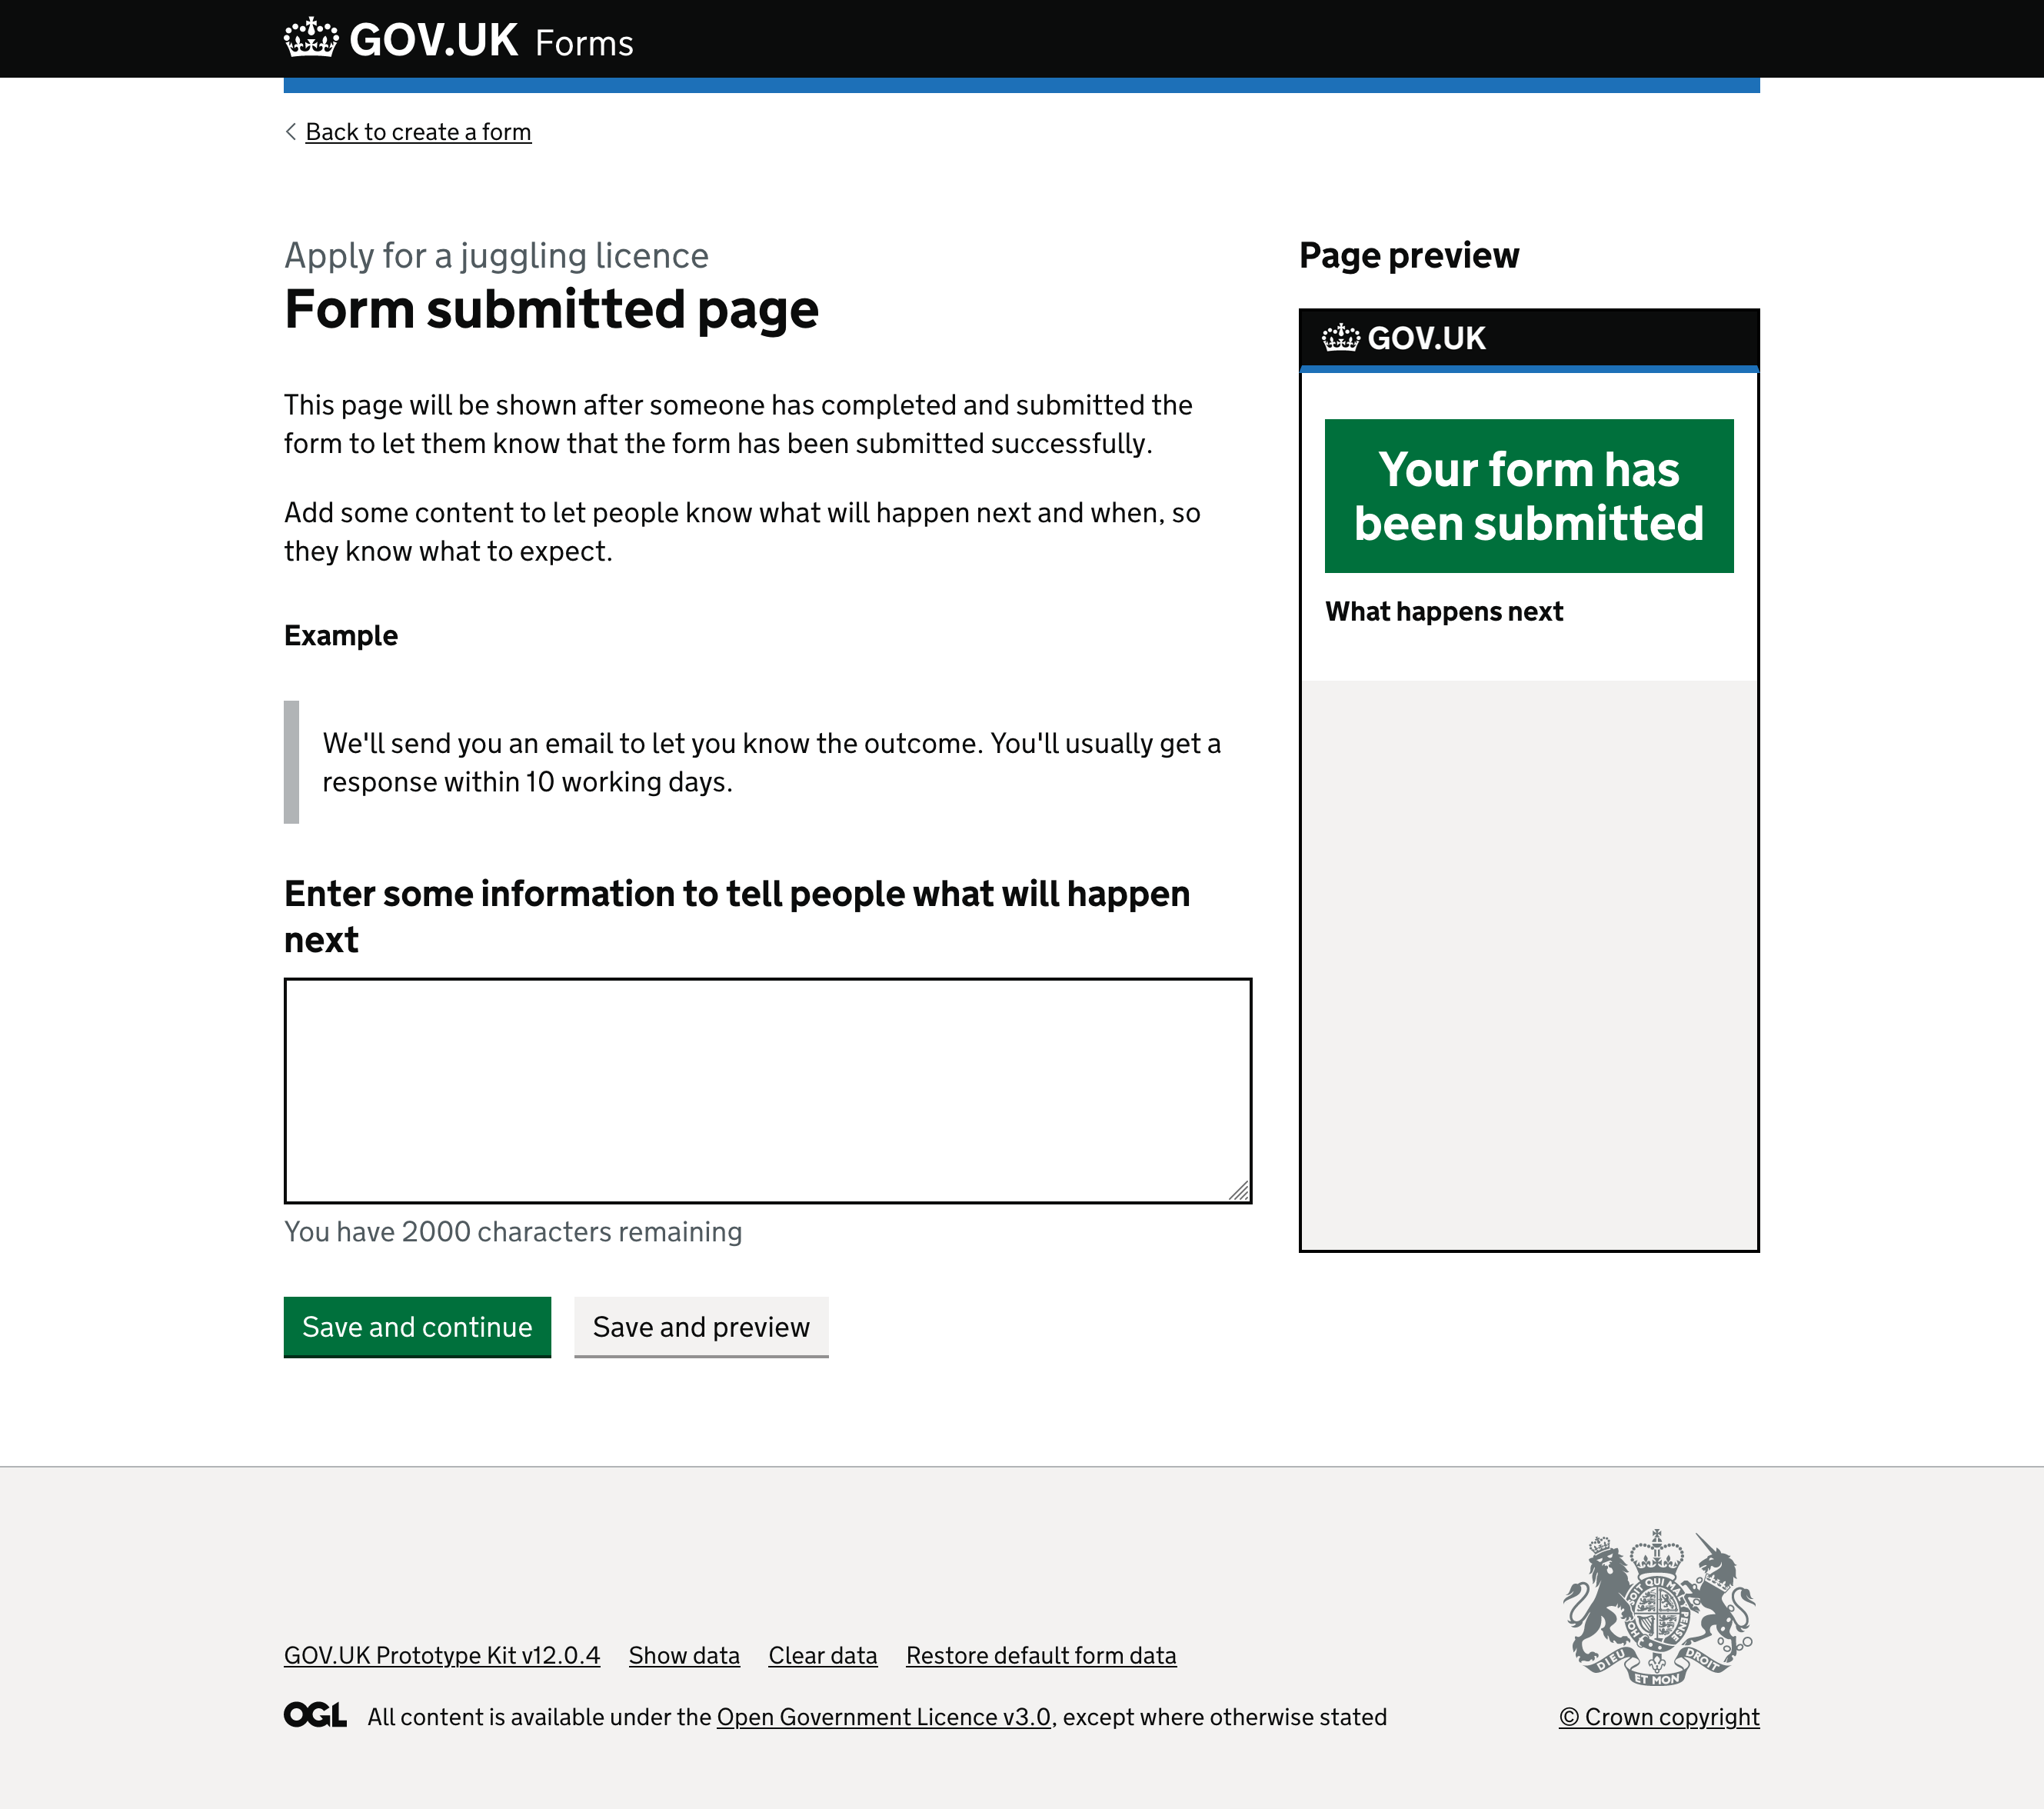 GOV.UK Forms
Back to create a form
Apply for a juggling licence
Form submitted page
This page will be shown after someone has completed and submitted the
form to let them know that the form has been submitted successfully.
Add some content to let people know what will happen next and when, so
they know what to expect.
Example
We'll send you an email to let you know the outcome. You'll usually get a
response within 10 working days.
Enter some information to tell people what will happen
next
You have 2000 characters remaining
Save and continue
Save and preview
Page preview
GOV.UK
Your form has
been submitted
What happens next
GOV.UK Prototype Kit v12.0.4
Show data
Clear data
Restore default form data
OGL
All content is available under the Open Government Licence v3.0, except where otherwise stated
DIEU ET MON DROIT
© Crown copyright